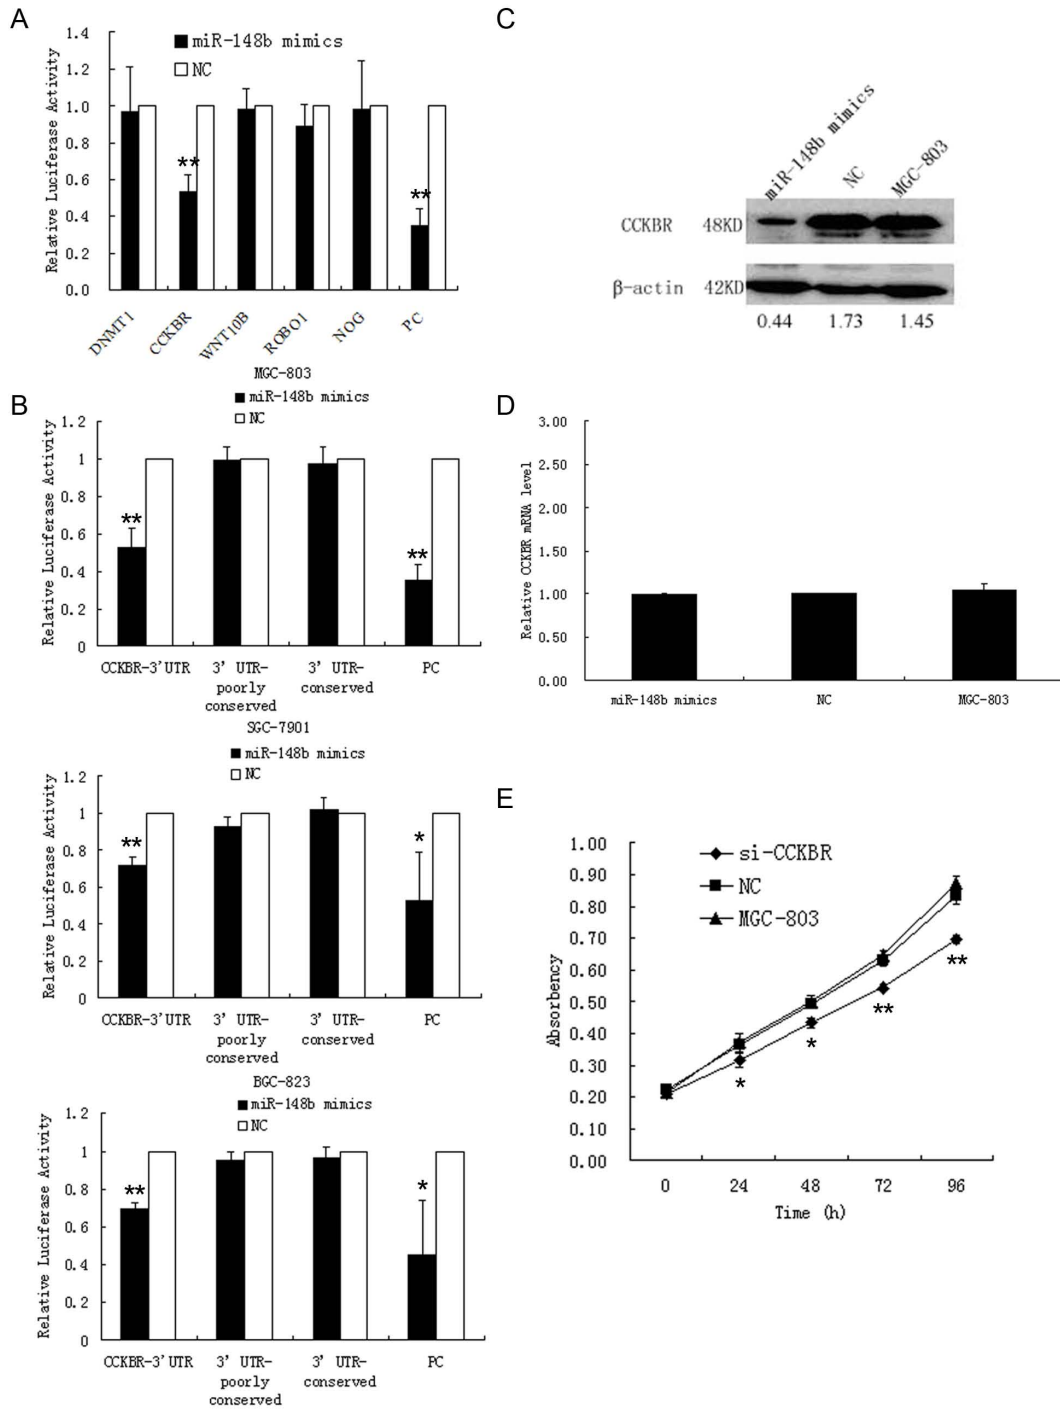 A
Relative Luciferase Activity
1.4
1.2
1.0
0.8
0.6
0.4
0.2
0.0
miR-148b mimics
NC
**
**
DNMT1
CCKBR
WNT10B
ROBO1
NOG
PC
B
MGC-803
miR-148b mimics
NC
Relative Luciferase Activity
1.2
1
0.8
0.6
0.4
0.2
0
**
**
CCKBR-3'UTR
3' UTR-
poorly
conserved
3' UTR-
conserved
PC
SGC-7901
miR-148b mimics
NC
Relative Luciferase Activity
1.2
1
0.8
0.6
0.4
0.2
0
**
*
CCKBR-3'UTR
3' UTR-
poorly
conserved
3' UTR-
conserved
PC
BGC-823
miR-148b mimics
NC
Relative Luciferase Activity
1.2
1
0.8
0.6
0.4
0.2
0
**
*
CCKBR-3'UTR
3' UTR-
poorly
conserved
3' UTR-
conserved
PC
C
miR-148b mimics
NC
MGC-803
CCKBR 48KD
β-actin 42KD
0.44 1.73 1.45
D
Relative CCKBR mRNA level
3.00
2.50
2.00
1.50
1.00
0.50
0.00
miR-148b mimics
NC
MGC-803
E
Absorbency
1.00
0.90
0.80
0.70
0.60
0.50
0.40
0.30
0.20
0.10
0.00
si-CCKBR
NC
MGC-803
*
*
**
**
0 24 48 72 96
Time (h)